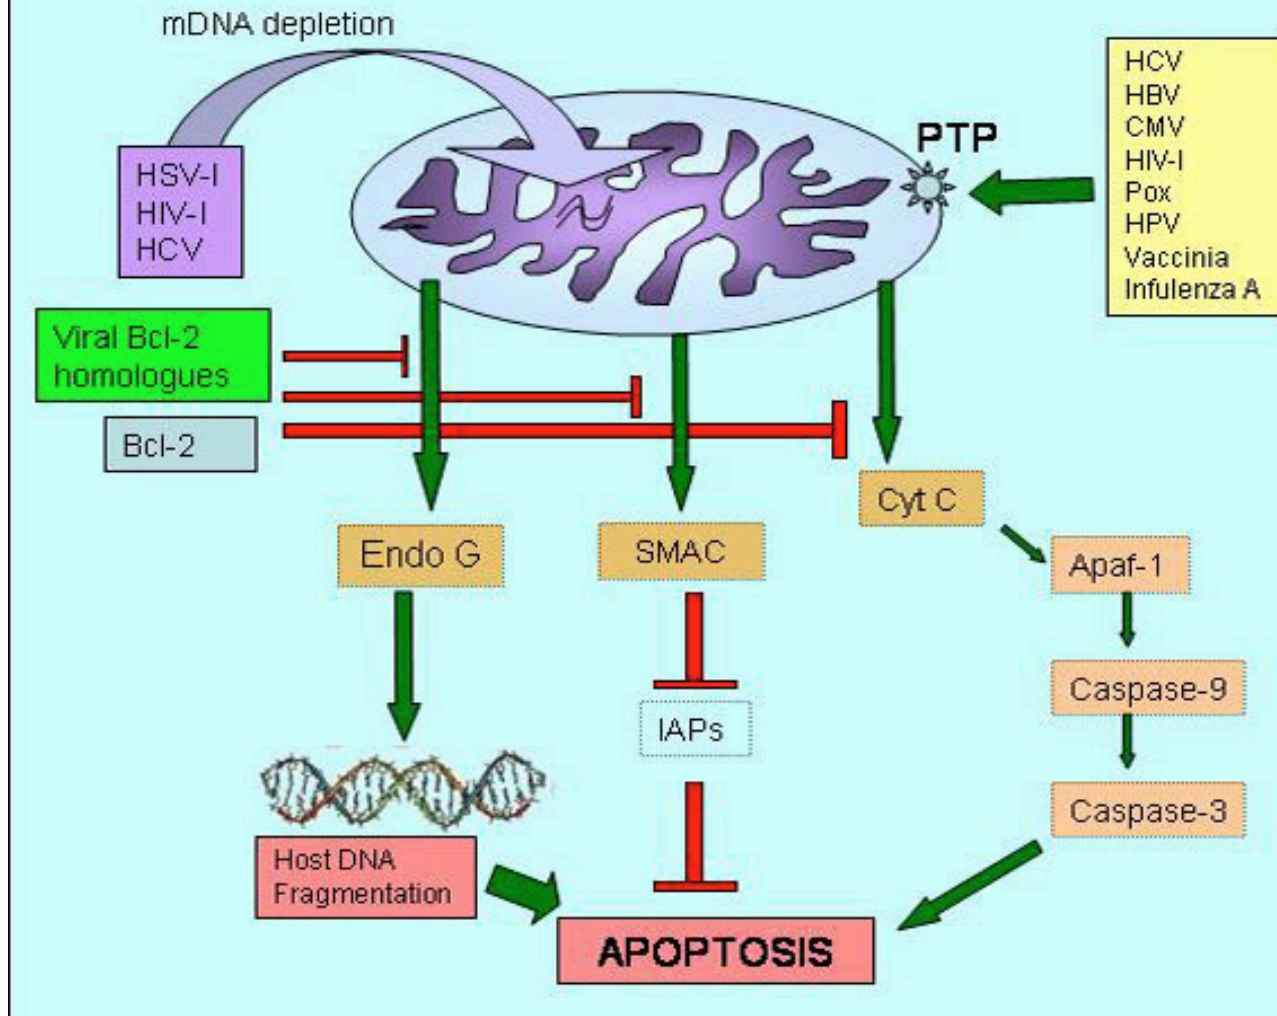 mDNA depletion
HSV-I
HIV-I
HCV
PTP
HCV
HBV
CMV
HIV-I
Pox
HPV
Vaccinia
Infulenza A
Viral Bcl-2
homologues
Bcl-2
Endo G
SMAC
Cyt C
Apaf-1
Caspase-9
Caspase-3
IAPs
Host DNA
Fragmentation
APOPTOSIS